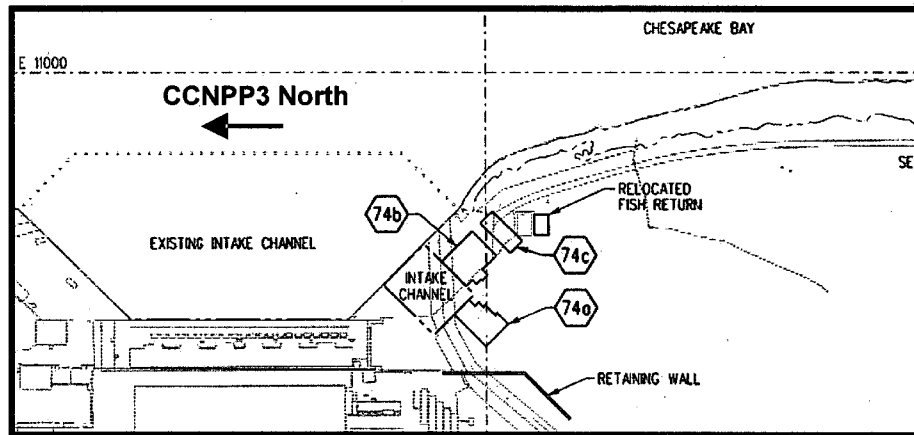 CHESAPEAKE BAY
E 11000
CCNPP3 North
SE
RELOCATED
FISH RETURN
74b
EXISTING INTAKE CHANNEL
74c
INTAKE
CHANNEL
74a
RETAINING WALL